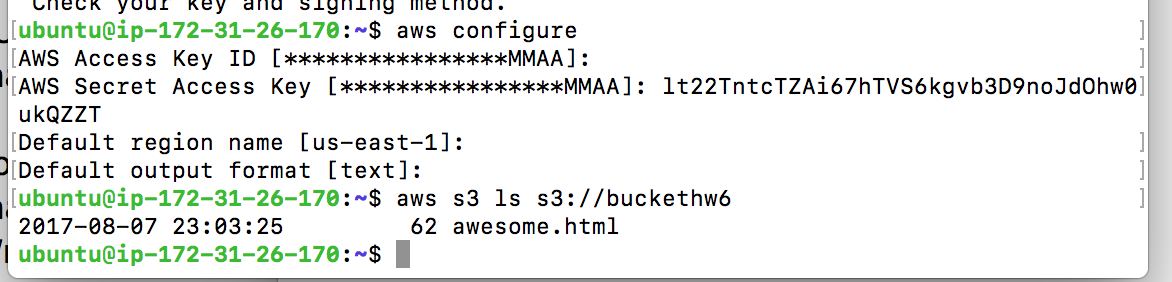 Check your key and signing method.
[ubuntu@ip-172-31-26-170:~$ aws configure ]
[AWS Access Key ID [****************MMAA]: ]
[AWS Secret Access Key [****************MMAA]: lt22TntcTZAi67hTVS6kgvb3D9noJdOhw0]
ukQZZT
[Default region name [us-east-1]: ]
[Default output format [text]: ]
[ubuntu@ip-172-31-26-170:~$ aws s3 ls s3://buckethw6 ]
2017-08-07 23:03:25 62 awesome.html
ubuntu@ip-172-31-26-170:~$